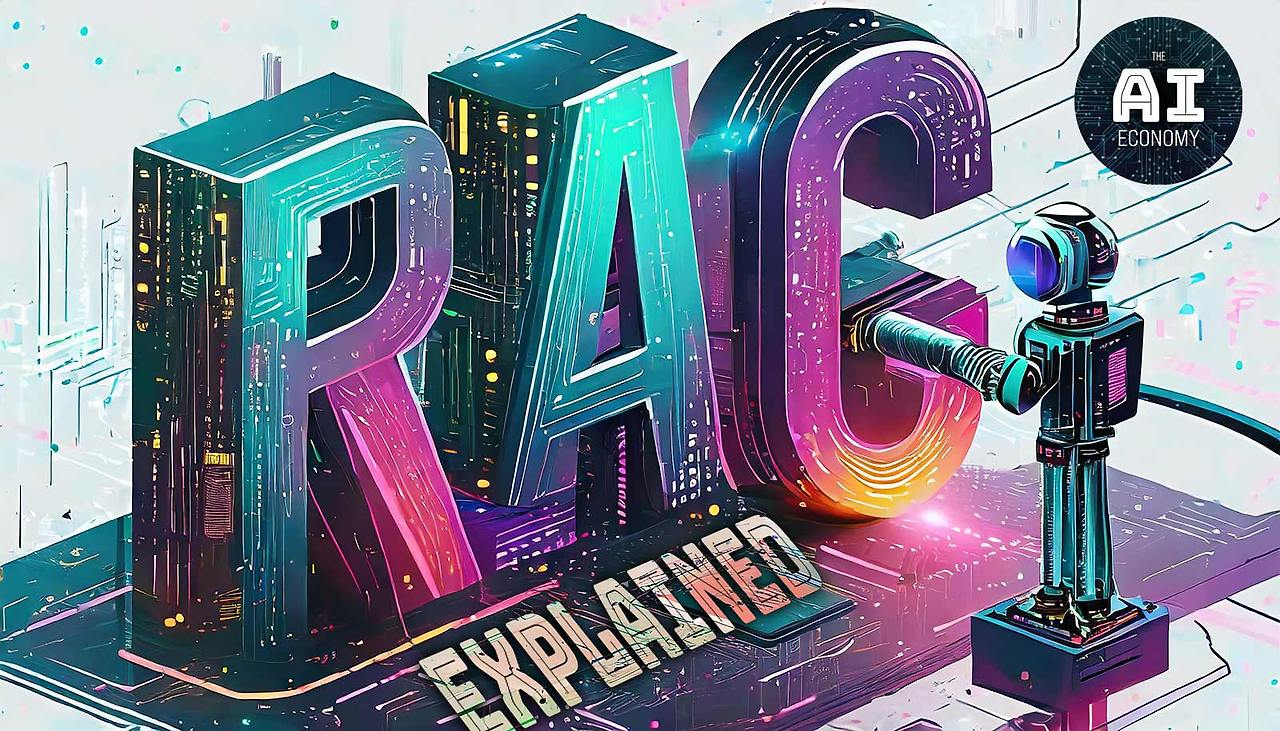 RAG
EXPLAINED
THE
AI
ECONOMY